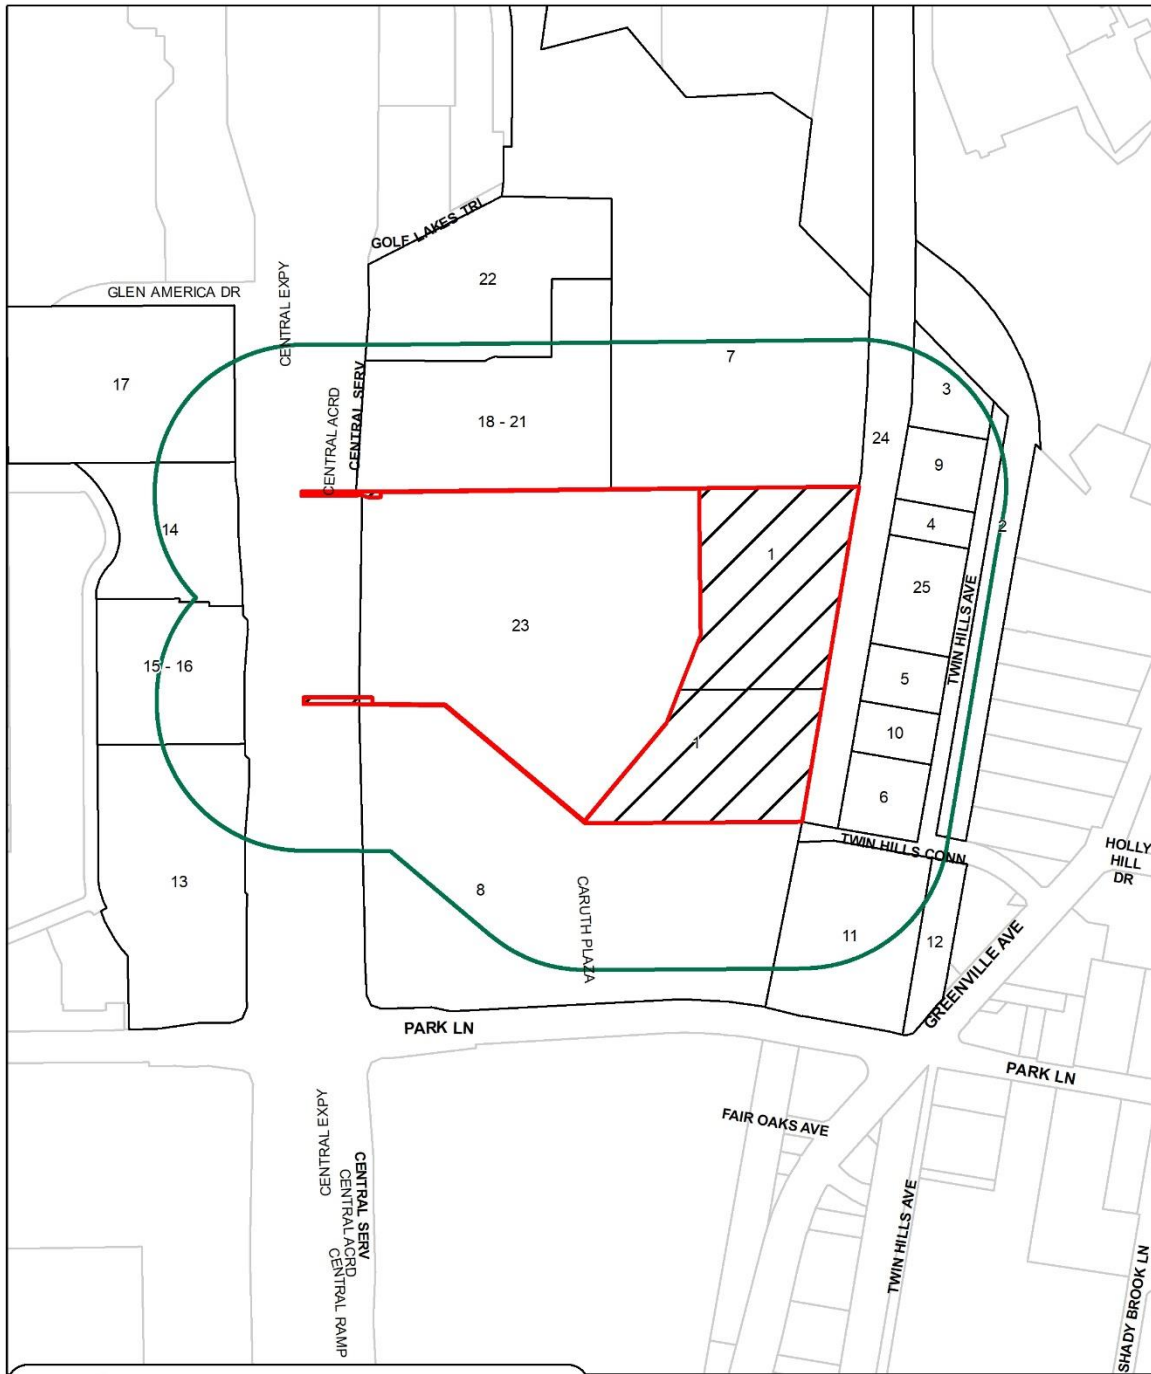 GOLF LAKES TRL
22
GLEN AMERICA DR
CENTRAL EXPY
7
17
3
CENTRAL ACRD
CENTRAL SERV
18 - 21
24
9
14
1
4
2
25
23
TWIN HILLS AVE
15 - 16
5
1
10
6
TWIN HILLS CONN
HOLLY
HILL
DR
13
8
CARUTH PLAZA
11
12
GREENVILLE AVE
PARK LN
PARK LN
FAIR OAKS AVE
CENTRAL EXPY
CENTRAL SERV
CENTRAL ACRD
CENTRAL RAMP
TWIN HILLS AVE
SHADY BROOK LN